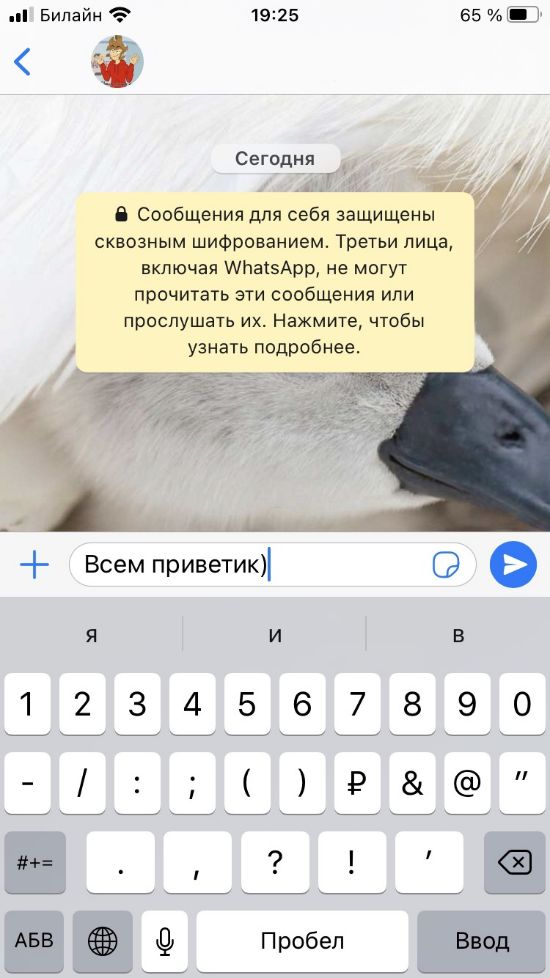 Билайн 19:25 65 %
Сегодня
Сообщения для себя защищены
сквозным шифрованием. Третьи лица,
включая WhatsApp, не могут
прочитать эти сообщения или
прослушать их. Нажмите, чтобы
узнать подробнее.
Всем приветик)
я и в
1 2 3 4 5 6 7 8 9 0
- / : ; ( ) ₽ & @ "
#+= . , ? ! ’
АБВ Пробел Ввод